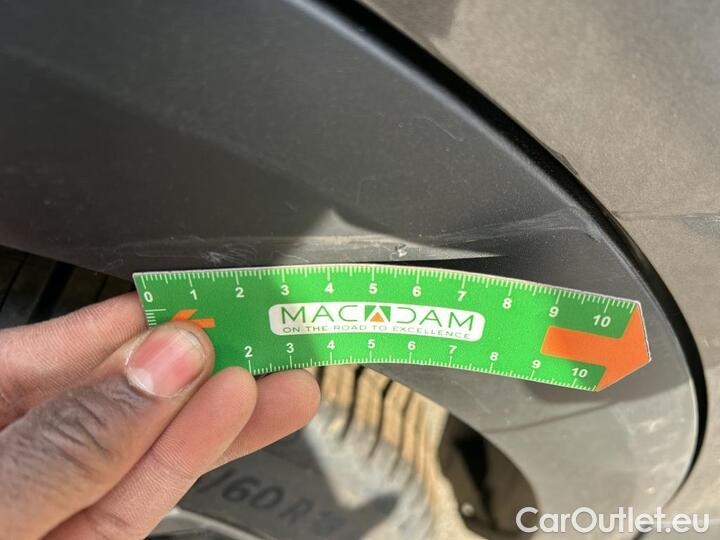 0 1 2 3 4 5 6 7 8 9 10
MACADAM
ON THE ROAD TO EXCELLENCE
2 3 4 5 6 7 8 9 10
/60 R
CarOutlet.eu